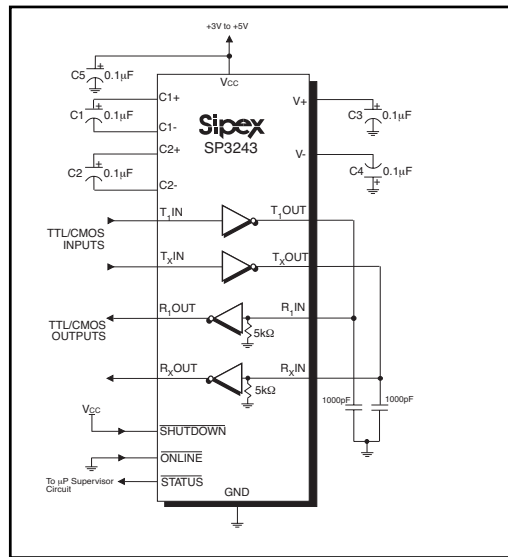 +3V to +5V
VCC
C5 + 0.1µF
C1+
C1 + 0.1µF
C1-
C2+
C2 + 0.1µF
C2-
Sipex
SP3243
V+
C3 + 0.1µF
V-
C4 + 0.1µF
TTL/CMOS
INPUTS
T1IN
T1OUT
TXIN
TXOUT
TTL/CMOS
OUTPUTS
R1OUT
R1IN
5kΩ
RXOUT
RXIN
5kΩ
1000pF
1000pF
VCC
SHUTDOWN
ONLINE
To µP Supervisor
Circuit
STATUS
GND